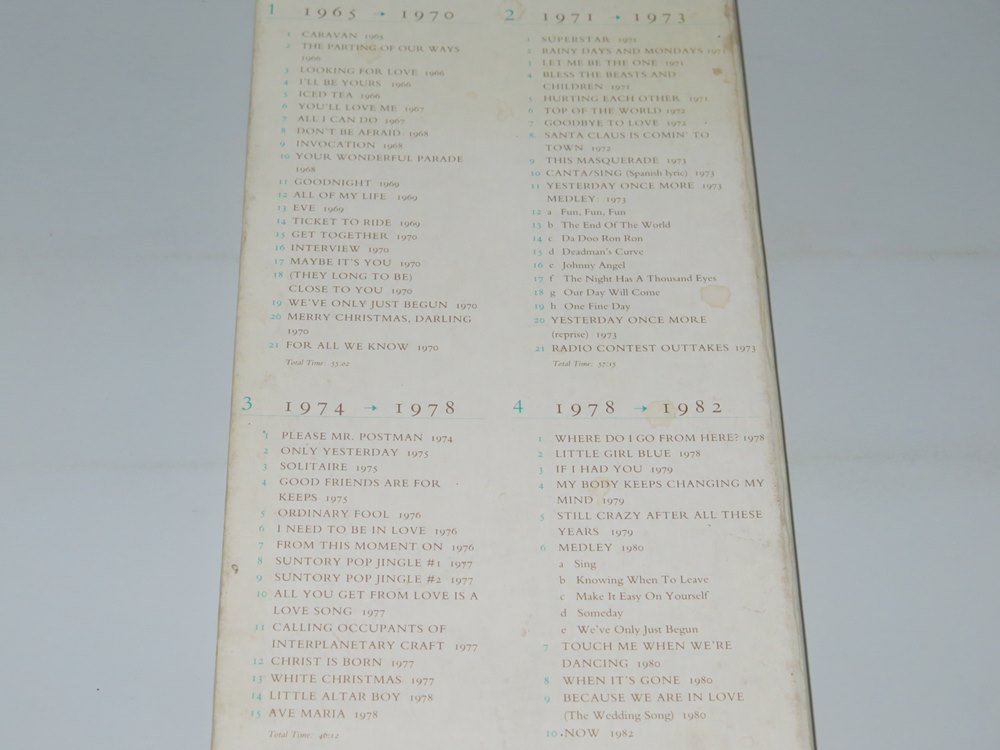 1 1965 → 1970
1 CARAVAN 1965
2 THE PARTING OF OUR WAYS
1966
3 LOOKING FOR LOVE 1966
4 I'LL BE YOURS 1966
5 ICED TEA 1966
6 YOU'LL LOVE ME 1967
7 ALL I CAN DO 1967
8 DON'T BE AFRAID 1968
9 INVOCATION 1968
10 YOUR WONDERFUL PARADE
1968
11 GOODNIGHT 1969
12 ALL OF MY LIFE 1969
13 EVE 1969
14 TICKET TO RIDE 1969
15 GET TOGETHER 1970
16 INTERVIEW 1970
17 MAYBE IT'S YOU 1970
18 (THEY LONG TO BE)
CLOSE TO YOU 1970
19 WE'VE ONLY JUST BEGUN 1970
20 MERRY CHRISTMAS, DARLING
1970
21 FOR ALL WE KNOW 1970
Total Time: 55:02
2 1971 → 1973
1 SUPERSTAR 1971
2 RAINY DAYS AND MONDAYS 1971
3 LET ME BE THE ONE 1971
4 BLESS THE BEASTS AND
CHILDREN 1971
5 HURTING EACH OTHER 1971
6 TOP OF THE WORLD 1972
7 GOODBYE TO LOVE 1972
8 SANTA CLAUS IS COMIN' TO
TOWN 1972
9 THIS MASQUERADE 1973
10 CANTA/SING (Spanish lyric) 1973
11 YESTERDAY ONCE MORE 1973
MEDLEY: 1973
12 a Fun, Fun, Fun
13 b The End Of The World
14 c Da Doo Ron Ron
15 d Deadman's Curve
16 e Johnny Angel
17 f The Night Has A Thousand Eyes
18 g Our Day Will Come
19 h One Fine Day
20 YESTERDAY ONCE MORE
(reprise) 1973
21 RADIO CONTEST OUTTAKES 1973
Total Time: 57:15
3 1974 → 1978
1 PLEASE MR. POSTMAN 1974
2 ONLY YESTERDAY 1975
3 SOLITAIRE 1975
4 GOOD FRIENDS ARE FOR
KEEPS 1975
5 ORDINARY FOOL 1976
6 I NEED TO BE IN LOVE 1976
7 FROM THIS MOMENT ON 1976
8 SUNTORY POP JINGLE #1 1977
9 SUNTORY POP JINGLE #2 1977
10 ALL YOU GET FROM LOVE IS A
LOVE SONG 1977
11 CALLING OCCUPANTS OF
INTERPLANETARY CRAFT 1977
12 CHRIST IS BORN 1977
13 WHITE CHRISTMAS 1977
14 LITTLE ALTAR BOY 1978
15 AVE MARIA 1978
Total Time: 46:12
4 1978 → 1982
1 WHERE DO I GO FROM HERE? 1978
2 LITTLE GIRL BLUE 1978
3 IF I HAD YOU 1979
4 MY BODY KEEPS CHANGING MY
MIND 1979
5 STILL CRAZY AFTER ALL THESE
YEARS 1979
6 MEDLEY 1980
a Sing
b Knowing When To Leave
c Make It Easy On Yourself
d Someday
e We've Only Just Begun
7 TOUCH ME WHEN WE'RE
DANCING 1980
8 WHEN IT'S GONE 1980
9 BECAUSE WE ARE IN LOVE
(The Wedding Song) 1980
10 NOW 1982